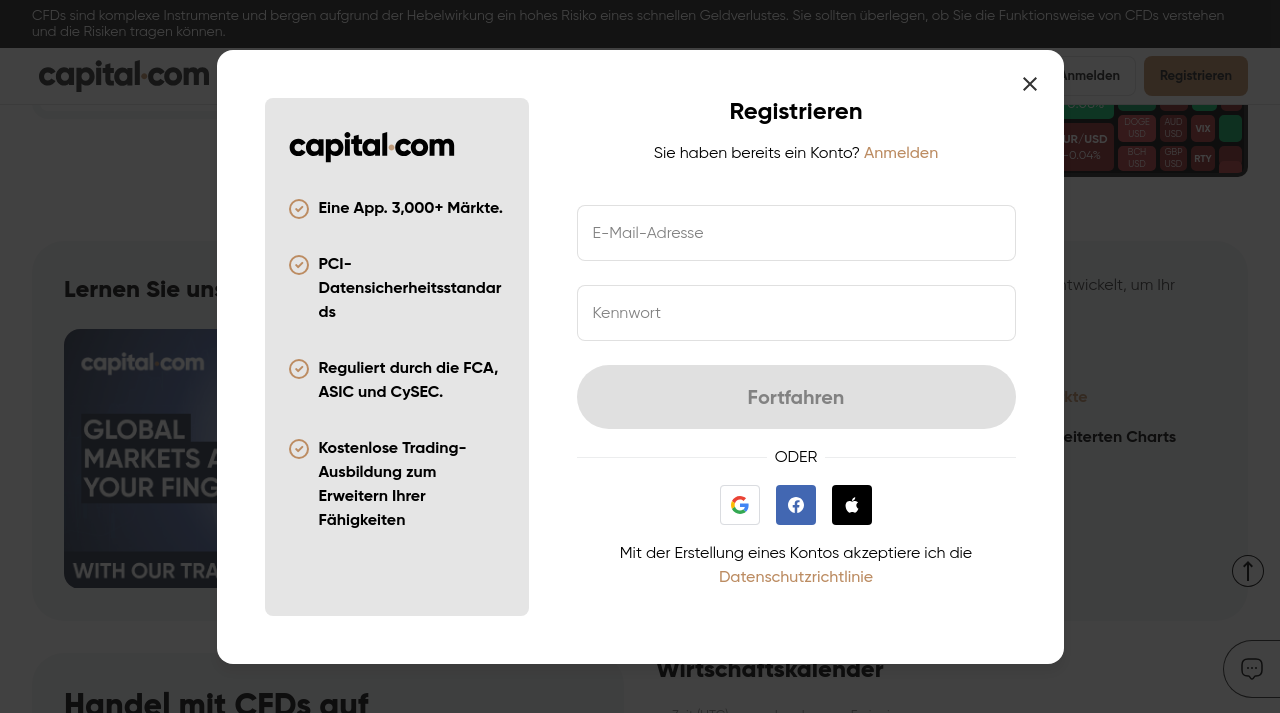 CFDs sind komplexe Instrumente und bergen aufgrund der Hebelwirkung ein hohes Risiko eines schnellen Geldverlustes. Sie sollten überlegen, ob Sie die Funktionsweise von CFDs verstehen
und die Risiken tragen können.
capital.com
Anmelden
Registrieren
DOGE
USD
AUD
USD
VIX
UR/USD
-0.04%
BCH
USD
GBP
USD
RTY
Lernen Sie uns
ntwickelt, um Ihr
capital.com
GLOBAL
MARKETS A
YOUR FING
WITH OUR TRA
kte
eiterten Charts
Handel mit CFDs auf
Wirtschaftskalender
capital.com
Eine App. 3,000+ Märkte.
PCI-
Datensicherheitsstandar
ds
Reguliert durch die FCA,
ASIC und CySEC.
Kostenlose Trading-
Ausbildung zum
Erweitern Ihrer
Fähigkeiten
Registrieren
Sie haben bereits ein Konto? Anmelden
E-Mail-Adresse
Kennwort
Fortfahren
ODER
Mit der Erstellung eines Kontos akzeptiere ich die
Datenschutzrichtlinie